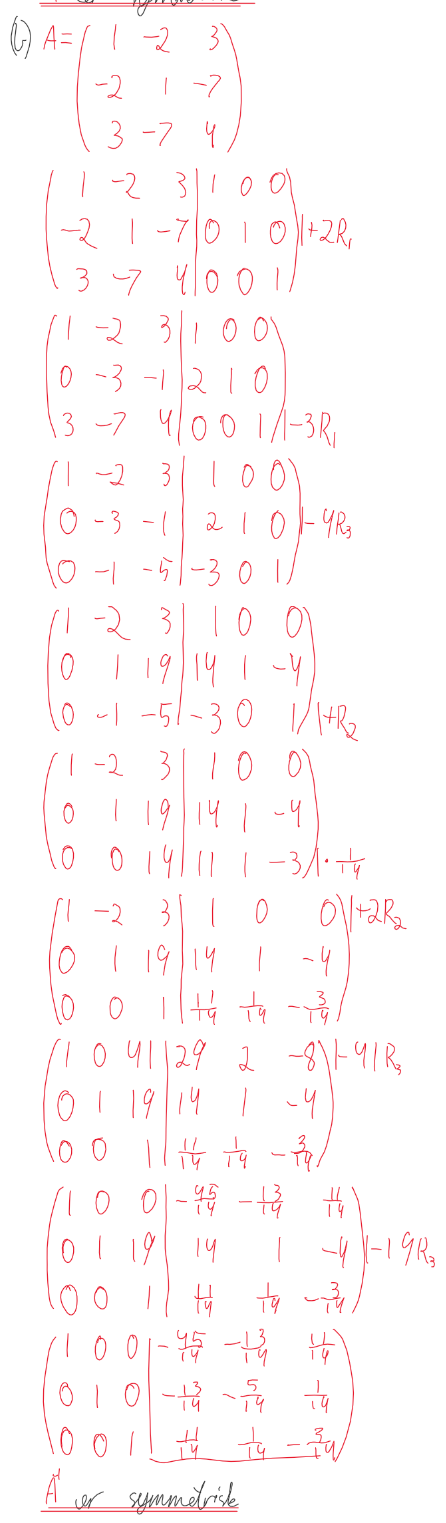 (b) A = ( 1 -2 3
-2 1 -7
3 -7 4 )
( 1 -2 3 | 1 0 0
-2 1 -7 | 0 1 0 | +2R₁
3 -7 4 | 0 0 1 )
( 1 -2 3 | 1 0 0
0 -3 -1 | 2 1 0
3 -7 4 | 0 0 1 ) | -3R₁
( 1 -2 3 | 1 0 0
0 -3 -1 | 2 1 0 | -4R₃
0 -1 -5 | -3 0 1 )
( 1 -2 3 | 1 0 0
0 1 19 | 14 1 -4
0 -1 -5 | -3 0 1 ) | +R₂
( 1 -2 3 | 1 0 0
0 1 19 | 14 1 -4
0 0 14 | 11 1 -3 ) | · 1/14
( 1 -2 3 | 1 0 0 ) | +2R₂
0 1 19 | 14 1 -4
0 0 1 | 11/14 1/14 -3/14 )
( 1 0 41 | 29 2 -8 ) | -41R₃
0 1 19 | 14 1 -4
0 0 1 | 11/14 1/14 -3/14 )
( 1 0 0 | -45/14 -13/14 11/14
0 1 19 | 14 1 -4 | -19R₃
0 0 1 | 11/14 1/14 -3/14 )
( 1 0 0 | -45/14 -13/14 11/14
0 1 0 | -13/14 -5/14 1/14
0 0 1 | 11/14 1/14 -3/14 )
A⁻¹ er symmetrisk